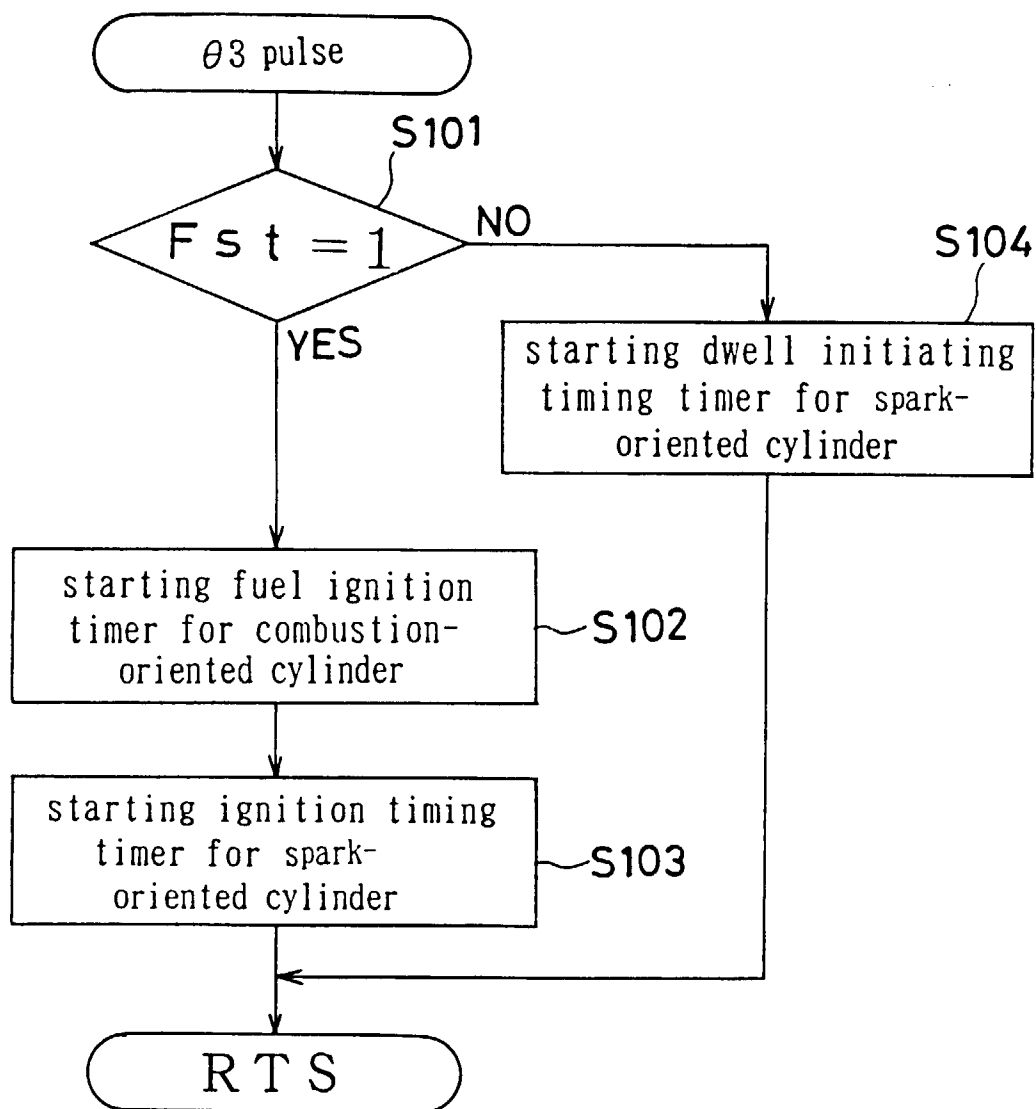 θ3 pulse
S101
Fst=1
NO
YES
S104
starting dwell initiating
timing timer for spark-
oriented cylinder
starting fuel ignition
timer for combustion-
oriented cylinder
S102
starting ignition timing
timer for spark-
oriented cylinder
S103
RTS